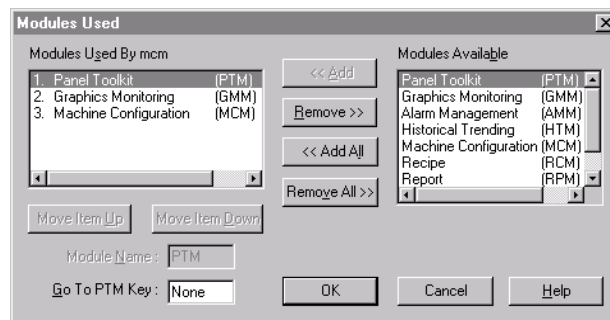 Modules Used
Modules Used By mcm
1. Panel Toolkit (PTM)
2. Graphics Monitoring (GMM)
3. Machine Configuration (MCM)
<< Add
Remove >>
<< Add All
Remove All >>
Modules Available
Panel Toolkit (PTM)
Graphics Monitoring (GMM)
Alarm Management (AMM)
Historical Trending (HTM)
Machine Configuration (MCM)
Recipe (RCM)
Report (RPM)
Move Item Up
Move Item Down
Module Name : PTM
Go To PTM Key : None
OK
Cancel
Help